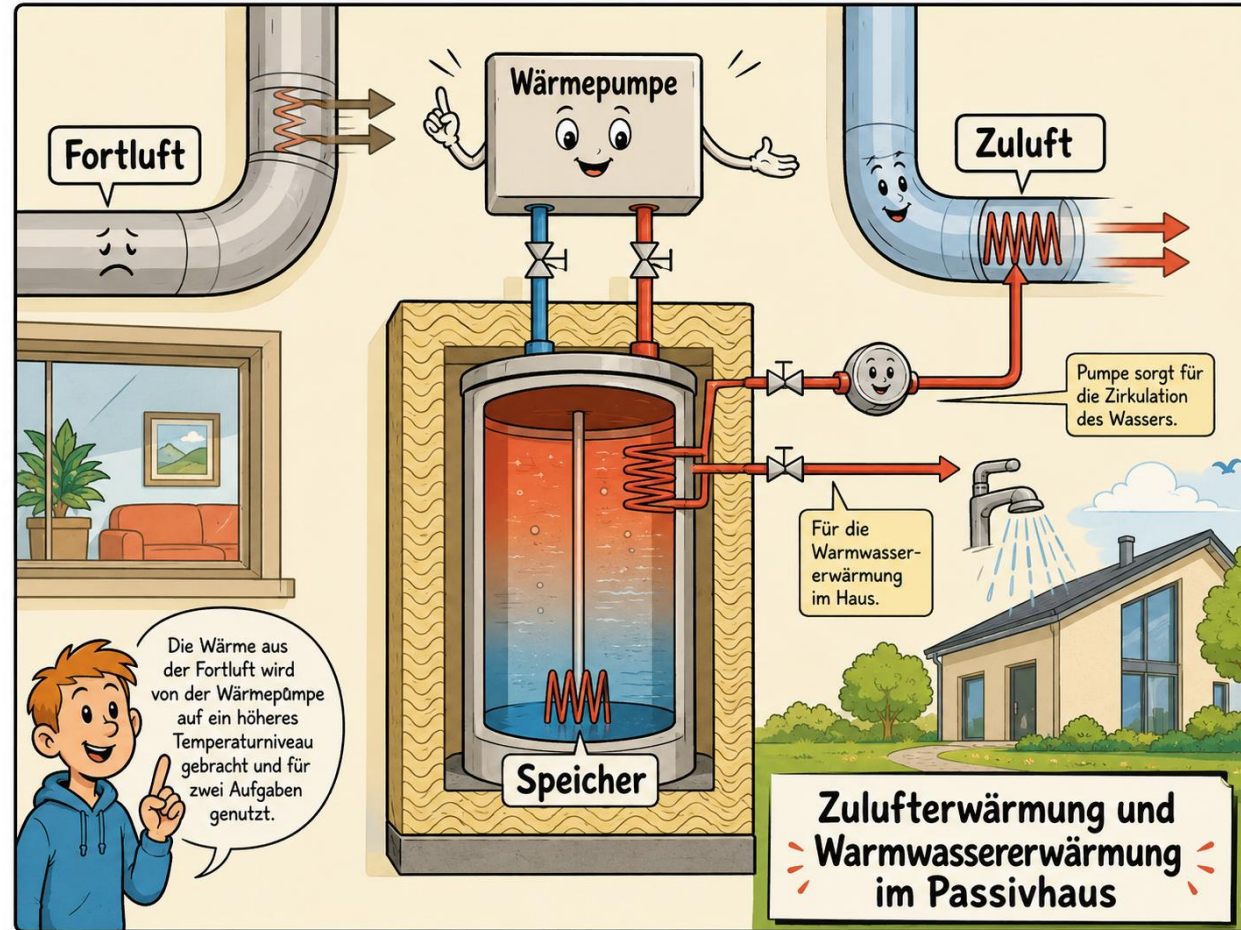 Wärmepumpe
Fortluft
Zuluft
Pumpe sorgt für
die Zirkulation
des Wassers.
Für die
Warmwasser-
erwärmung
im Haus.
Die Wärme aus
der Fortluft wird
von der Wärmepümpe
auf ein höheres
Temperaturniveau
gebracht und für
zwei Aufgaben
genutzt.
Speicher
Zulufterwärmung und
Warmwassererwärmung
im Passivhaus